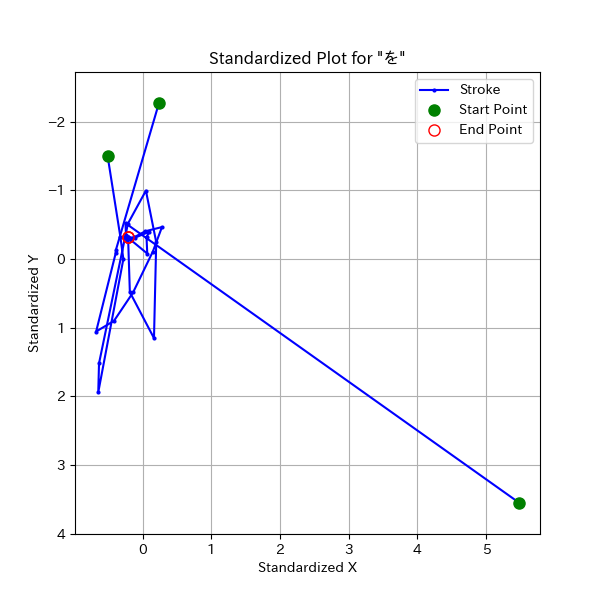 Standardized Plot for "を"
Stroke
Start Point
End Point
Standardized Y
−2
−1
0
1
2
3
4
0 1 2 3 4 5
Standardized X